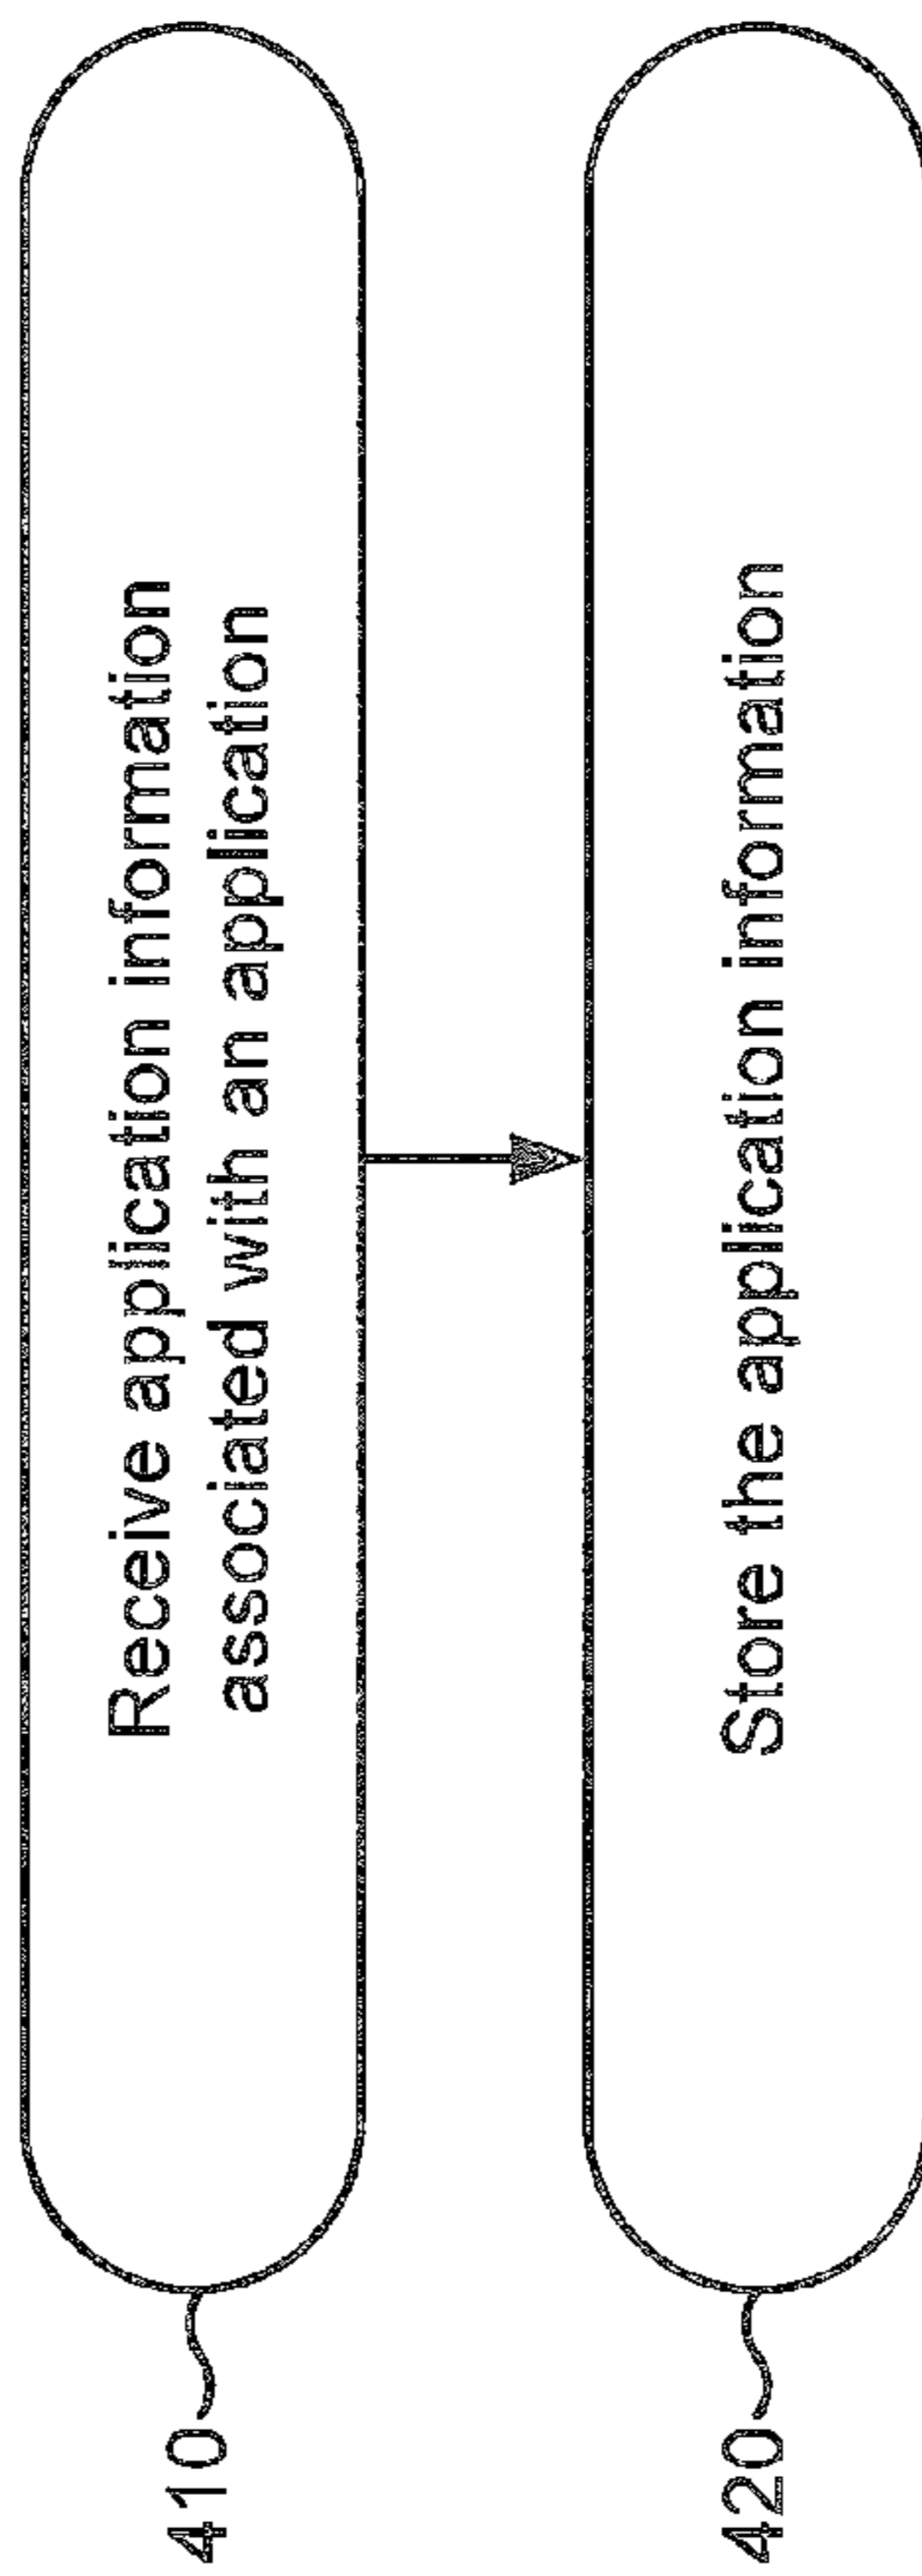 410
Receive application information
associated with an application
420
Store the application information